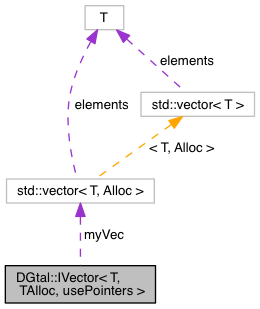 T
elements
std::vector< T >
elements
< T, Alloc >
std::vector< T, Alloc >
myVec
DGtal::IVector< T,
TAlloc, usePointers >